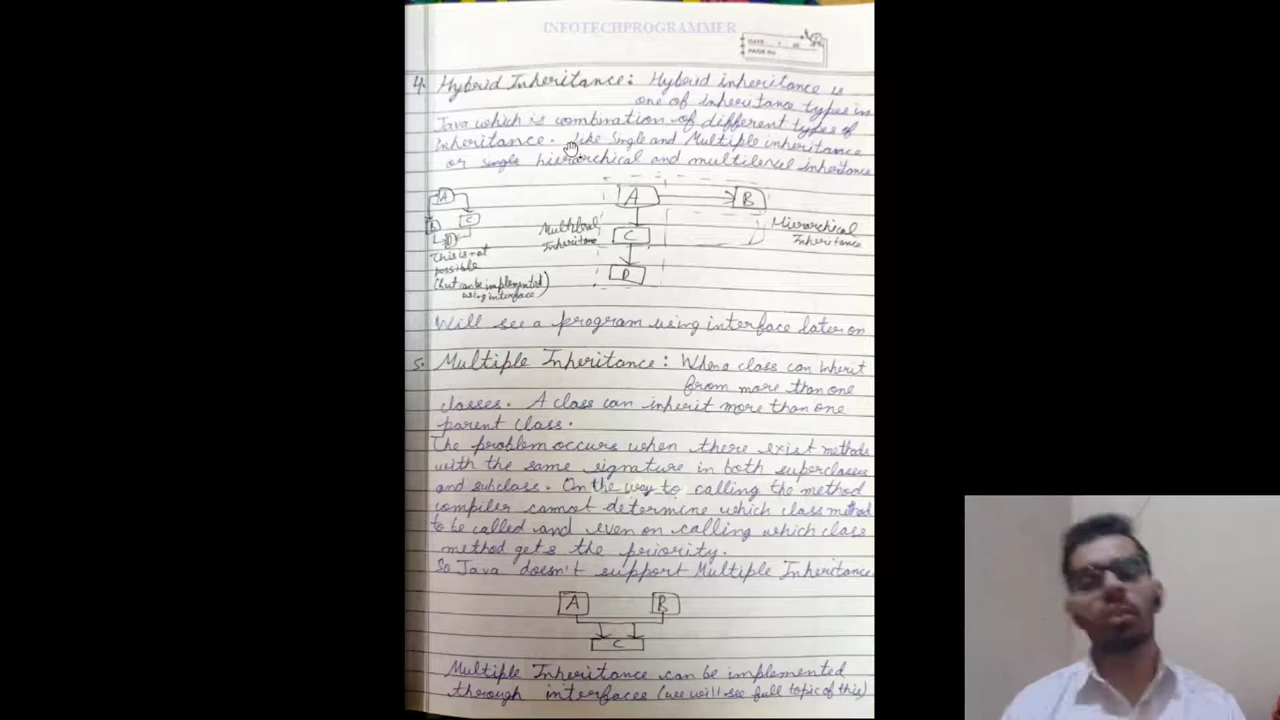 INFOTECHPROGRAMMER
DATE
PAGE No
4. Hybrid Inheritance: Hybrid inheritance is
one of inheritance types in
Java which is combination of different types of
inheritance. Like Single and Multiple inheritance
or single hierarchical and multilevel inheritance
A
A B
B C
Multilevel Hierarchical
D C
Inheritance Inheritance
This is not
possible D
(but can be implemented
using interface)
Will see a program using interface later on
5. Multiple Inheritance: When a class can inherit
from more than one
classes. A class can inherit more than one
parent class.
The problem occurs when there exist methods
with the same signature in both superclasses
and subclass. On the way to calling the method
compiler cannot determine which class method
to be called and even on calling which class
method gets the priority.
So Java doesn't support Multiple Inheritance
A B
C
Multiple Inheritance can be implemented
through interfaces (we will see full topic of this)